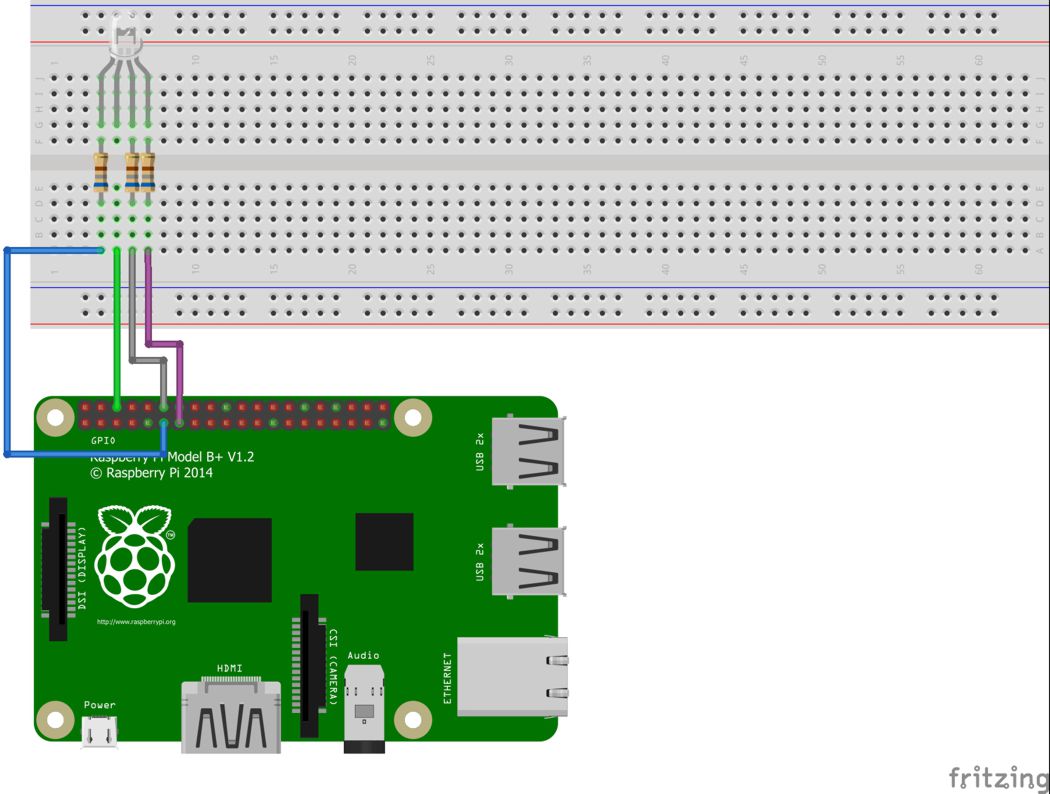 1 10 15 20 25 30 35 40 45 50 55 60
J J
I I
H H
G G
F F
E E
D D
C C
B B
A
1 10 15 20 25 30 35 40 45 50 55 60
GPIO
Raspberry Pi Model B+ V1.2
© Raspberry Pi 2014
USB 2x
USB 2x
DSI (DISPLAY)
TM
http://www.raspberrypi.org
CSI (CAMERA)
Audio
ETHERNET
HDMI
Power
fritzing